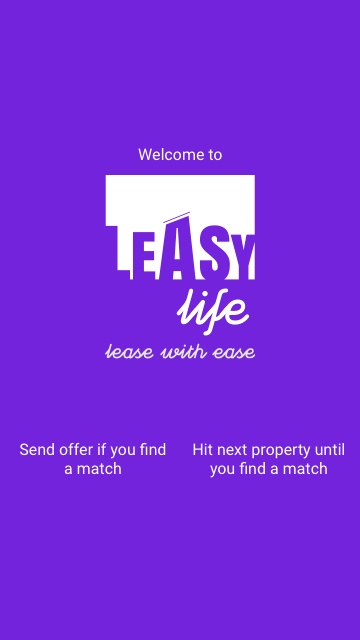 Welcome to
LEASY
life
lease with ease
Send offer if you find
a match
Hit next property until
you find a match